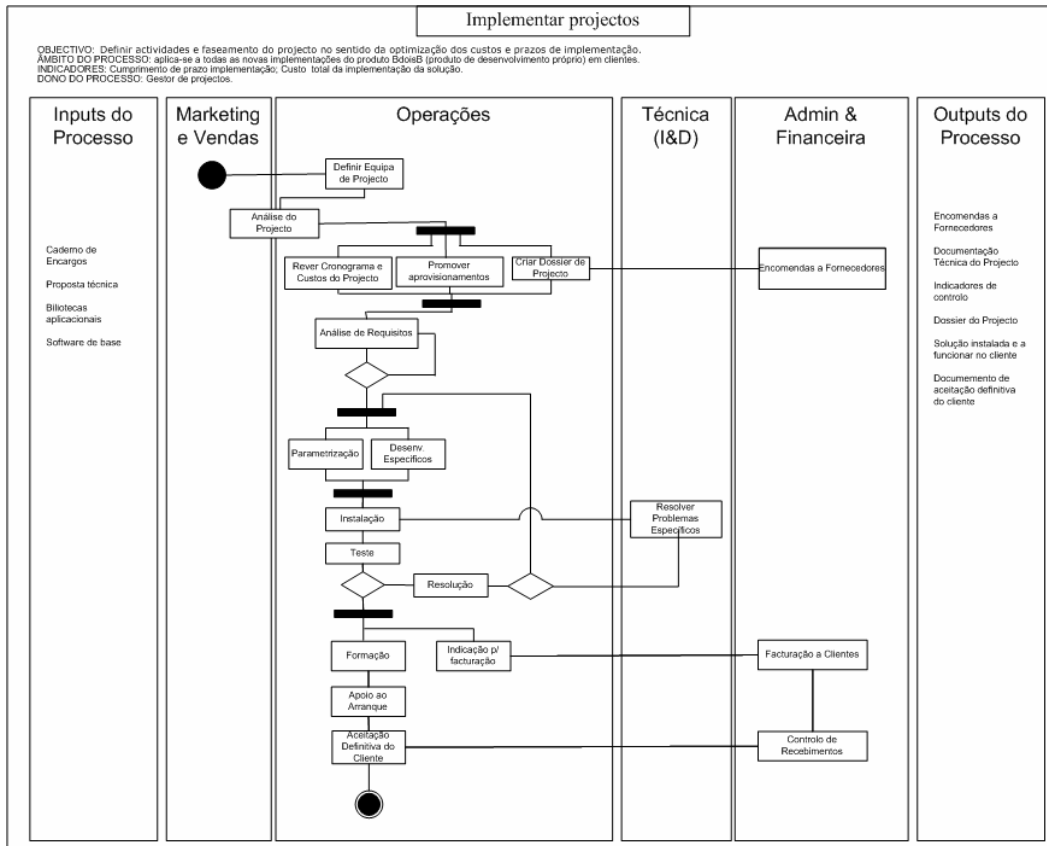 Implementar projectos
OBJECTIVO: Definir actividades e faseamento do projecto no sentido da optimização dos custos e prazos de implementação.
ÂMBITO DO PROCESSO: aplica-se a todas as novas implementações do produto BdoisB (produto de desenvolvimento próprio) em clientes.
INDICADORES: Cumprimento de prazo implementação; Custo total da implementação da solução.
DONO DO PROCESSO: Gestor de projectos.
Inputs do
Processo
Caderno de
Encargos
Proposta técnica
Biliotecas
aplicacionais
Software de base
Marketing
e Vendas
Operações
Definir Equipa
de Projecto
Análise do
Projecto
Rever Cronograma e
Custos do Projecto
Promover
aprovisionamentos
Criar Dossier de
Projecto
Análise de Requisitos
Parametrização
Desenv.
Específicos
Instalação
Teste
Resolução
Formação
Indicação p/
facturação
Apoio ao
Arranque
Aceitação
Definitiva do
Cliente
Técnica
(I&D)
Resolver
Problemas
Específicos
Admin &
Financeira
Encomendas a Fornecedores
Facturação a Clientes
Controlo de
Recebimentos
Outputs do
Processo
Encomendas a
Fornecedores
Documentação
Técnica do Projecto
Indicadores de
controlo
Dossier do Projecto
Solução instalada e a
funcionar no cliente
Documemento de
aceitação definitiva
do cliente